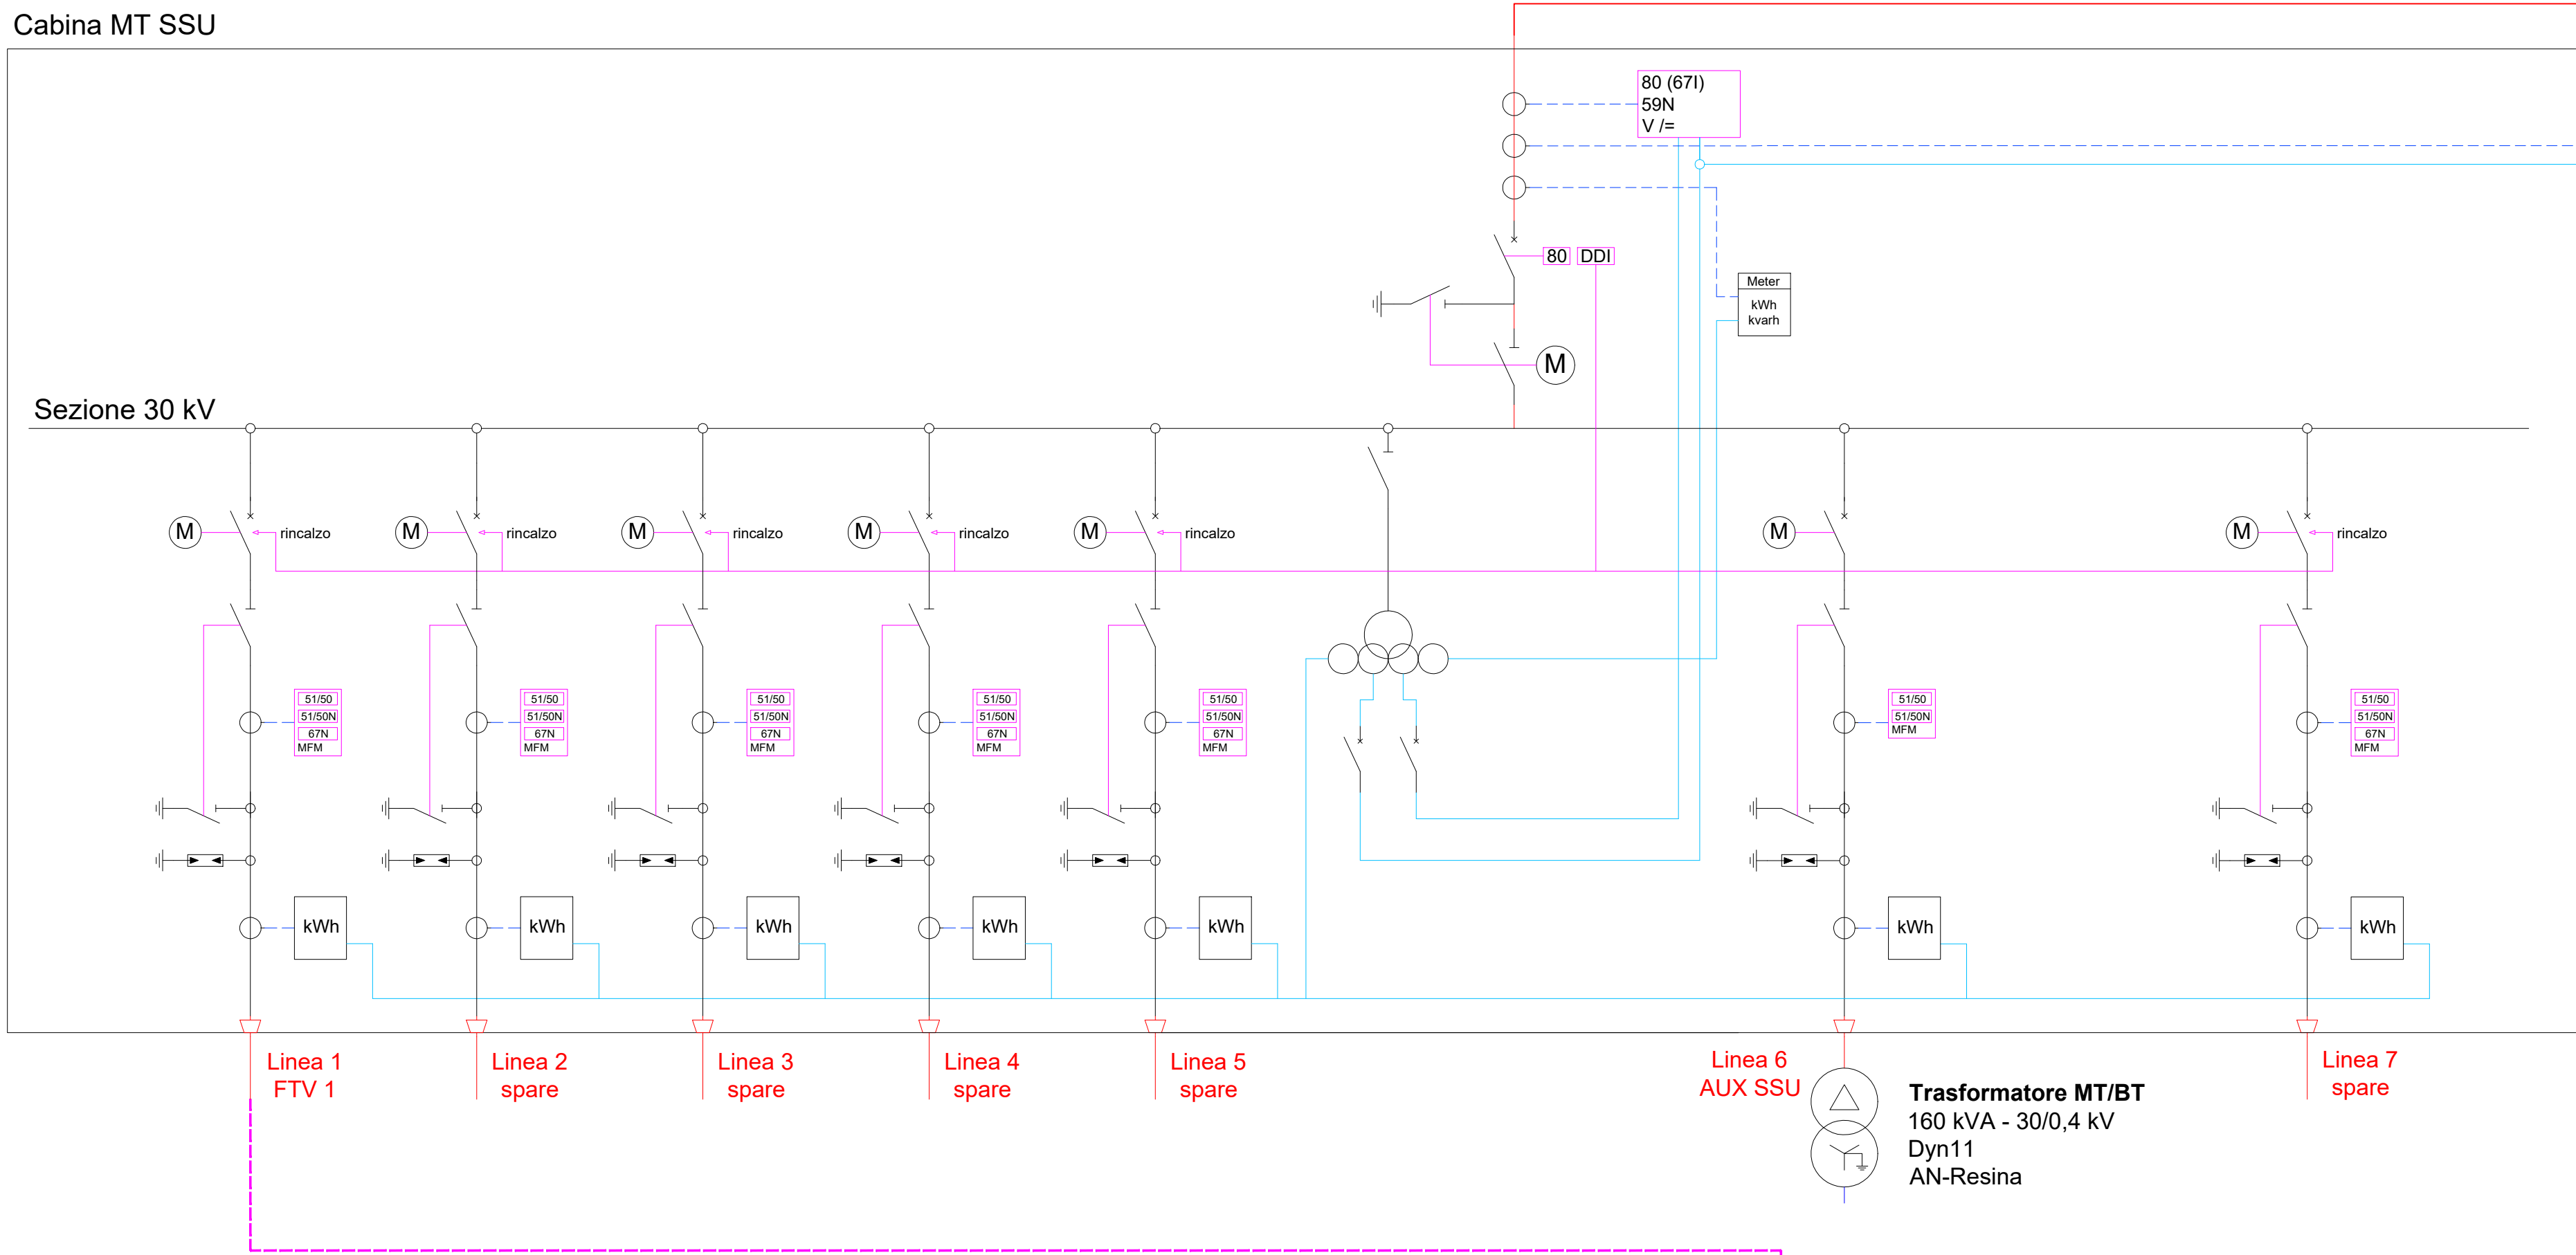 Cabina MT SSU
80 (67I)
59N
V /=
80 DDI
Meter
kWh
kvarh
M
Sezione 30 kV
M rincalzo
M rincalzo
M rincalzo
M rincalzo
M rincalzo
M
M rincalzo
51/50
51/50N
67N
MFM
51/50
51/50N
67N
MFM
51/50
51/50N
67N
MFM
51/50
51/50N
67N
MFM
51/50
51/50N
67N
MFM
51/50
51/50N
MFM
51/50
51/50N
67N
MFM
kWh
kWh
kWh
kWh
kWh
kWh
kWh
Linea 1
FTV 1
Linea 2
spare
Linea 3
spare
Linea 4
spare
Linea 5
spare
Linea 6
AUX SSU
Trasformatore MT/BT
160 kVA - 30/0,4 kV
Dyn11
AN-Resina
Linea 7
spare